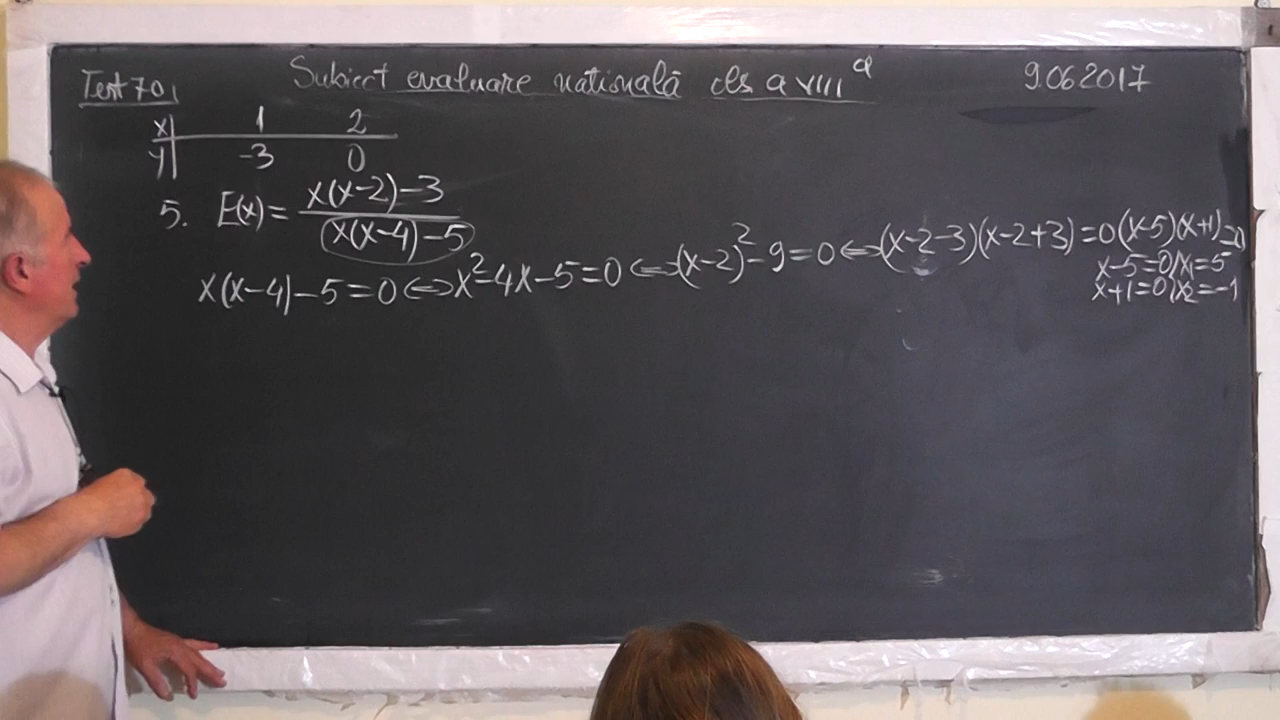 Test 70, Subiect evaluare națională cls a VIII a 9.06 2017
x| 1 2
y| -3 0
5. E(x) = x(x-2)-3 / x(x-4)-5
x(x-4)-5=0 ⇔ x²-4x-5=0 ⇔ (x-2)²-9=0 ⇔ (x-2-3)(x-2+3)=0 (x-5)(x+1)=0
x-5=0 x₁=5
x+1=0 x₂=-1